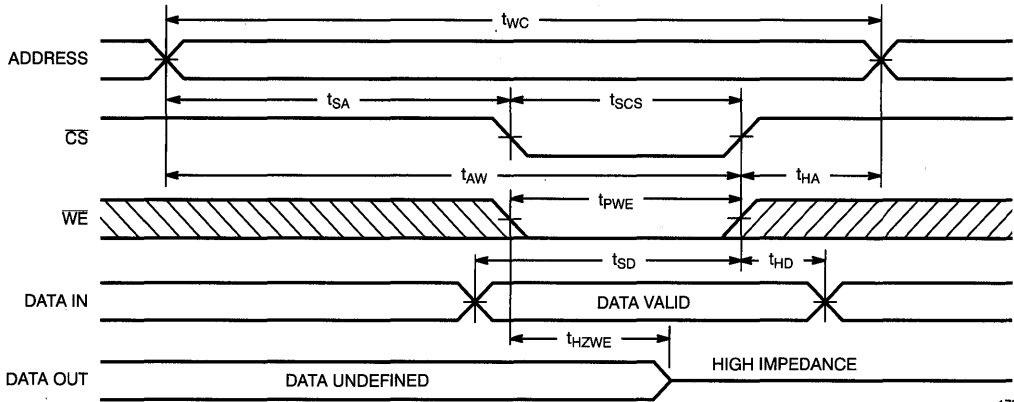 tWC
ADDRESS
tSA
tSCS
CS
tAW
tHA
WE
tPWE
tSD
tHD
DATA IN
DATA VALID
tHZWE
DATA OUT
DATA UNDEFINED
HIGH IMPEDANCE